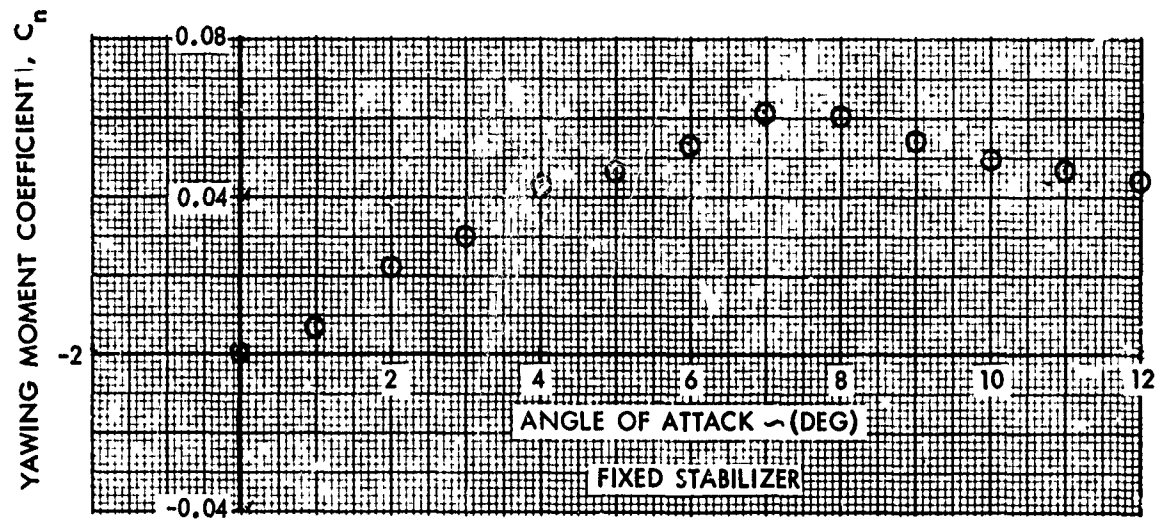 YAWING MOMENT COEFFICIENT, Cn
0.08
0.04
-2
2 4 6 8 10 12
ANGLE OF ATTACK ~(DEG)
FIXED STABILIZER
-0.04